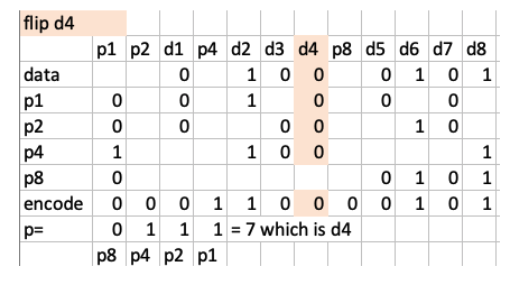 flip d4
p1 p2 d1 p4 d2 d3 d4 p8 d5 d6 d7 d8
data 0 1 0 0 0 1 0 1
p1 0 0 1 0 0 0
p2 0 0 0 0 1 0
p4 1 1 0 0 1
p8 0 0 1 0 1
encode 0 0 0 1 1 0 0 0 0 1 0 1
p= 0 1 1 1 = 7 which is d4
p8 p4 p2 p1